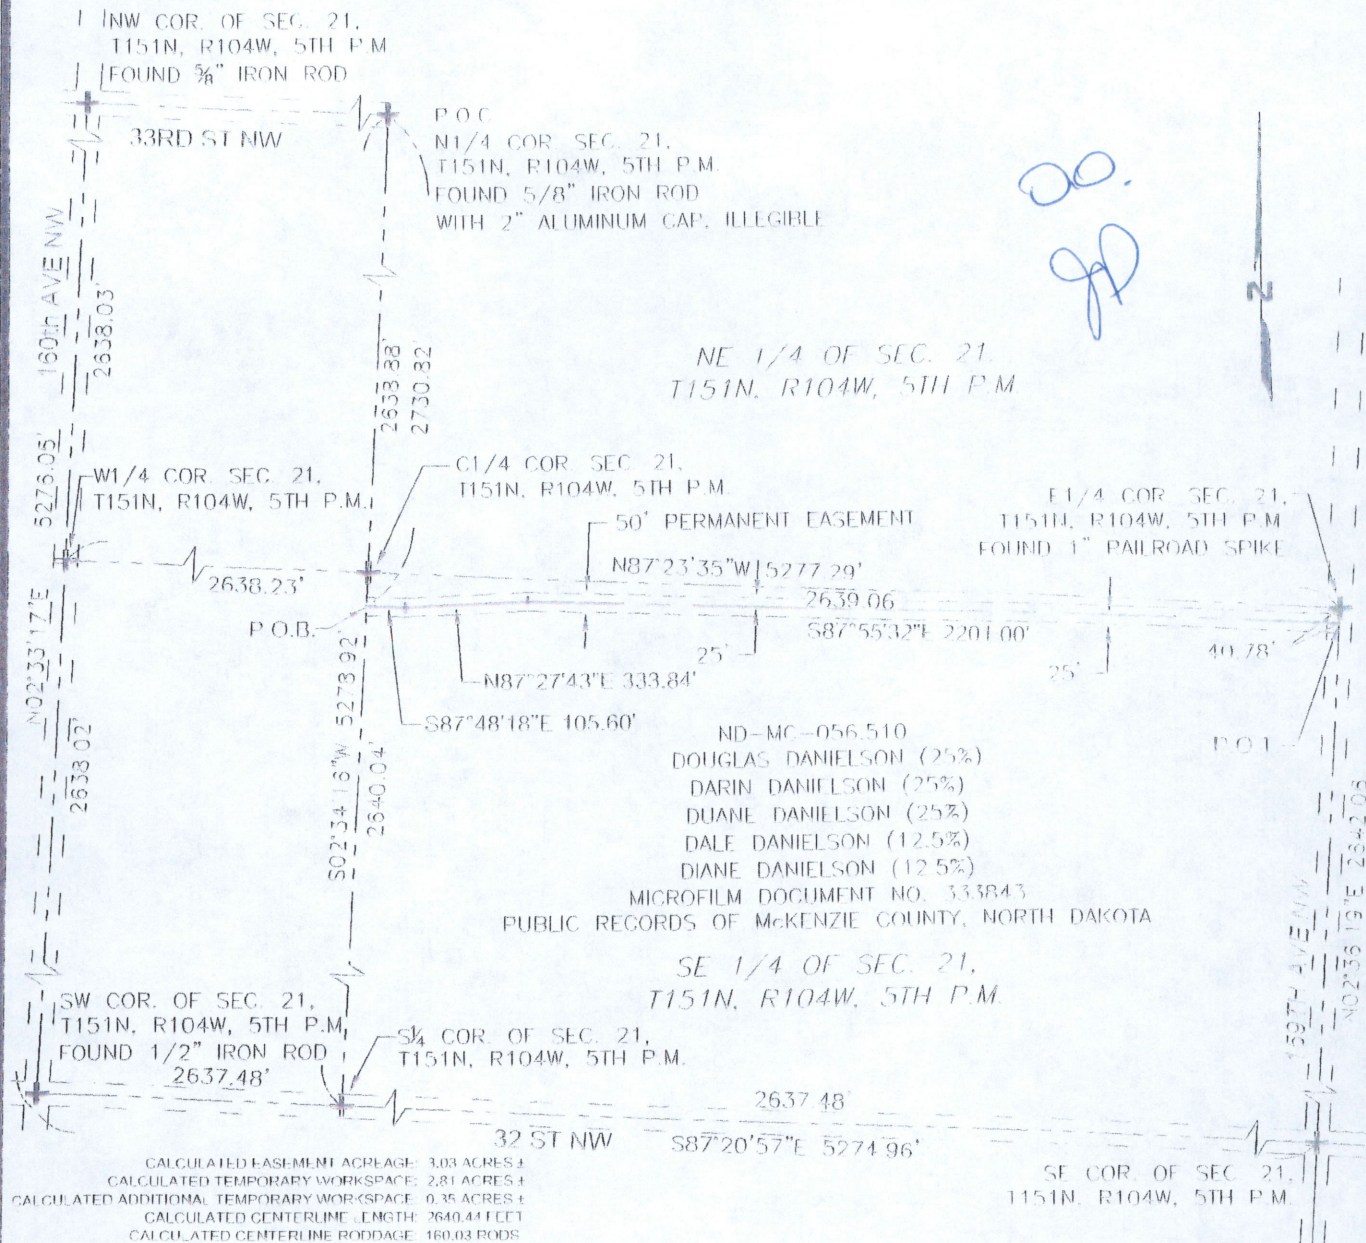 NW COR. OF SEC. 21,
T151N, R104W, 5TH P.M
FOUND 5/8" IRON ROD
33RD ST NW
P O C
N1/4 COR SEC. 21,
T151N, R104W, 5TH P.M.
FOUND 5/8" IRON ROD
WITH 2" ALUMINUM CAP, ILLEGIBLE
160th AVE NW
2638.03'
2638.88'
2730.82'
NE 1/4 OF SEC. 21
T151N, R104W, 5TH P.M
5276.05'
W1/4 COR. SEC. 21,
T151N, R104W, 5TH P.M.
C1/4 COR SEC 21,
T151N, R104W, 5TH P.M.
E1/4 COR SEC. 21,
T151N, R104W, 5TH P.M
FOUND 1" RAILROAD SPIKE
50' PERMANENT EASEMENT
N87°23'35"W 5277.29'
2638.23'
2639.06
P.O.B.
S87°55'32"E 2201.00'
25'
25'
40.78'
N87°27'43"E 333.84'
S87°48'18"E 105.60'
N02°33'17"E
2638.02'
S02°34'16"W 5278.92'
2640.04'
P.O.T
ND-MC-056.510
DOUGLAS DANIELSON (25%)
DARIN DANIELSON (25%)
DUANE DANIELSON (25%)
DALE DANIELSON (12.5%)
DIANE DANIELSON (12.5%)
MICROFILM DOCUMENT NO. 333843
PUBLIC RECORDS OF McKENZIE COUNTY, NORTH DAKOTA
SE 1/4 OF SEC. 21,
T151N, R104W, 5TH P.M.
159TH AVE NW
N02°36'19"E 2642.06
SW COR. OF SEC. 21,
T151N, R104W, 5TH P.M,
FOUND 1/2" IRON ROD
2637.48'
S1/4 COR. OF SEC. 21,
T151N, R104W, 5TH P.M.
2637.48'
32 ST NW
S87°20'57"E 5274.96'
SE COR. OF SEC 21,
T151N. R104W, 5TH P.M.
CALCULATED EASEMENT ACREAGE: 3.03 ACRES ±
CALCULATED TEMPORARY WORKSPACE: 2.81 ACRES ±
CALCULATED ADDITIONAL TEMPORARY WORKSPACE: 0.35 ACRES ±
CALCULATED CENTERLINE LENGTH: 2640.44 FEET
CALCULATED CENTERLINE RODDAGE: 160.03 RODS